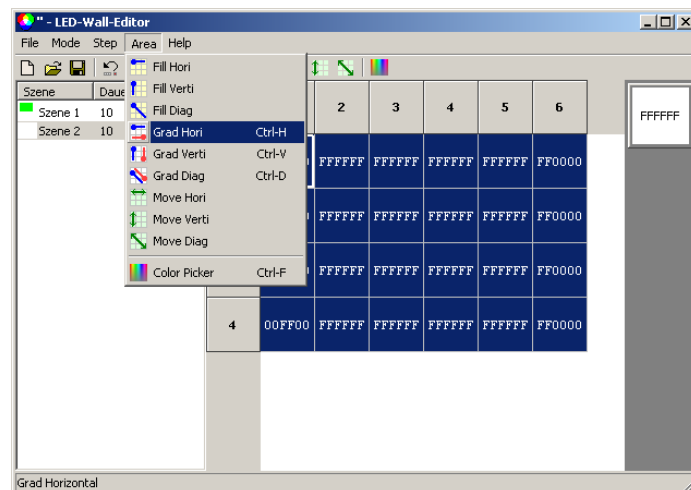 " - LED-Wall-Editor
File Mode Step Area Help
Szene
Szene 1 10
Szene 2 10
Fill Hori
Fill Verti
Fill Diag
Grad Hori Ctrl-H
Grad Verti Ctrl-V
Grad Diag Ctrl-D
Move Hori
Move Verti
Move Diag
Color Picker Ctrl-F
2 3 4 5 6
FFFFFF FFFFFF FFFFFF FFFFFF FF0000
FFFFFF FFFFFF FFFFFF FFFFFF FF0000
FFFFFF FFFFFF FFFFFF FFFFFF FF0000
4 00FF00 FFFFFF FFFFFF FFFFFF FFFFFF FF0000
FFFFFF
Grad Horizontal